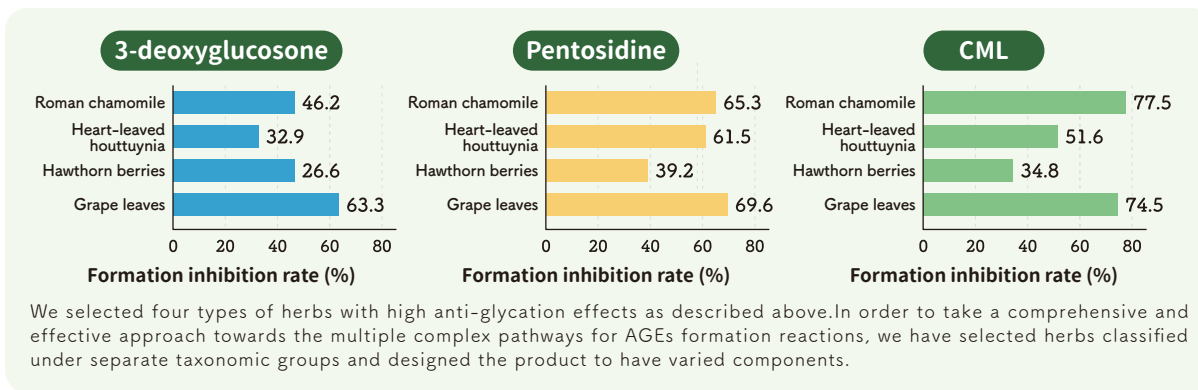 3-deoxyglucosone
Roman chamomile
46.2
Heart-leaved
houttuynia
32.9
Hawthorn berries
26.6
Grape leaves
63.3
0 20 40 60 80
Formation inhibition rate (%)
Pentosidine
Roman chamomile
65.3
Heart-leaved
houttuynia
61.5
Hawthorn berries
39.2
Grape leaves
69.6
0 20 40 60 80
Formation inhibition rate (%)
CML
Roman chamomile
77.5
Heart-leaved
houttuynia
51.6
Hawthorn berries
34.8
Grape leaves
74.5
0 20 40 60 80
Formation inhibition rate (%)
We selected four types of herbs with high anti-glycation effects as described above.In order to take a comprehensive and
effective approach towards the multiple complex pathways for AGEs formation reactions, we have selected herbs classified
under separate taxonomic groups and designed the product to have varied components.